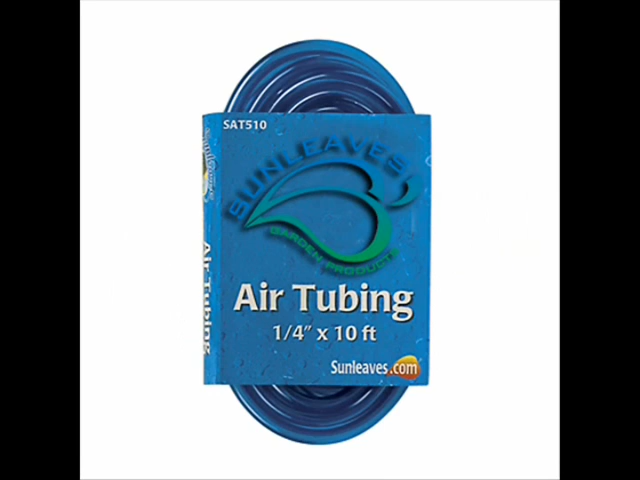 SAT510
SUNLEAVES
GARDEN PRODUCTS
Air Tubing
1/4" x 10 ft
Sunleaves.com
Air Tubing